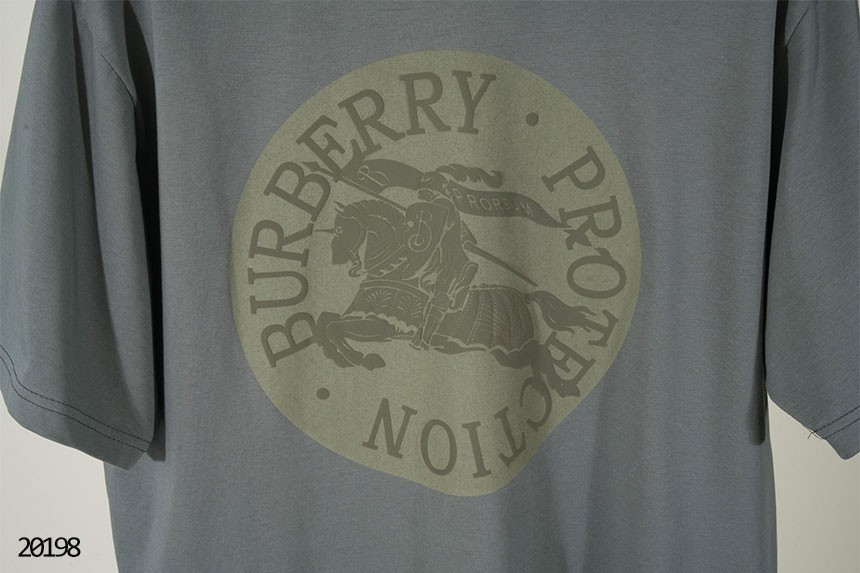 BURBERRY · PROTECTION ·
B
PRORSUM
B
20198